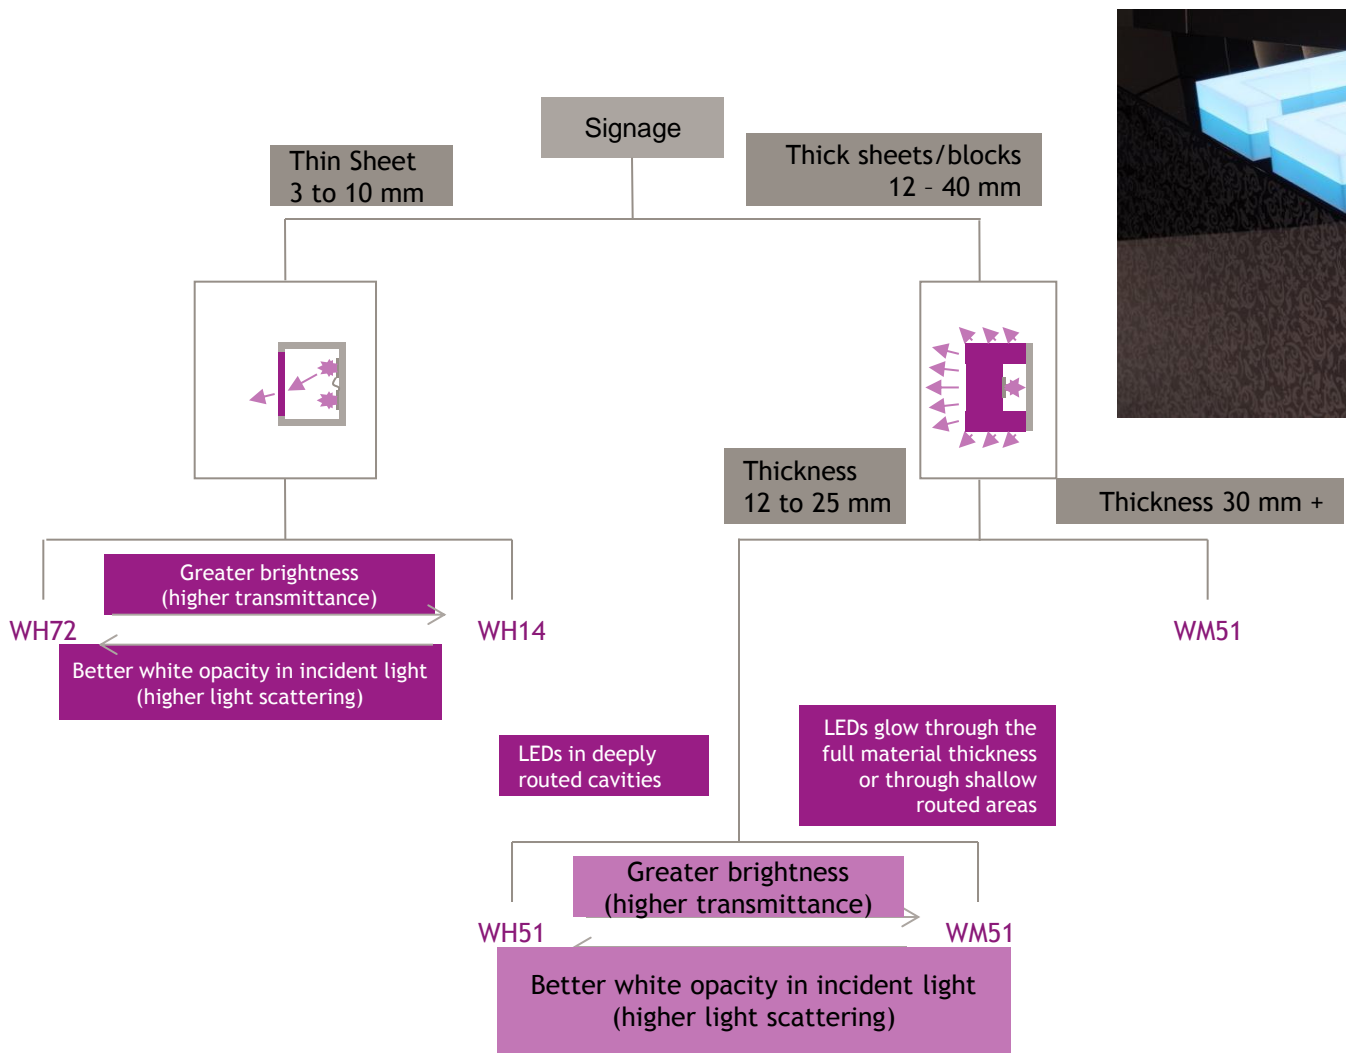 Signage
Thin Sheet
3 to 10 mm
Thick sheets/blocks
12 – 40 mm
Thickness
12 to 25 mm
Thickness 30 mm +
Greater brightness
(higher transmittance)
WH72
WH14
WM51
Better white opacity in incident light
(higher light scattering)
LEDs in deeply
routed cavities
LEDs glow through the
full material thickness
or through shallow
routed areas
Greater brightness
(higher transmittance)
WH51
WM51
Better white opacity in incident light
(higher light scattering)